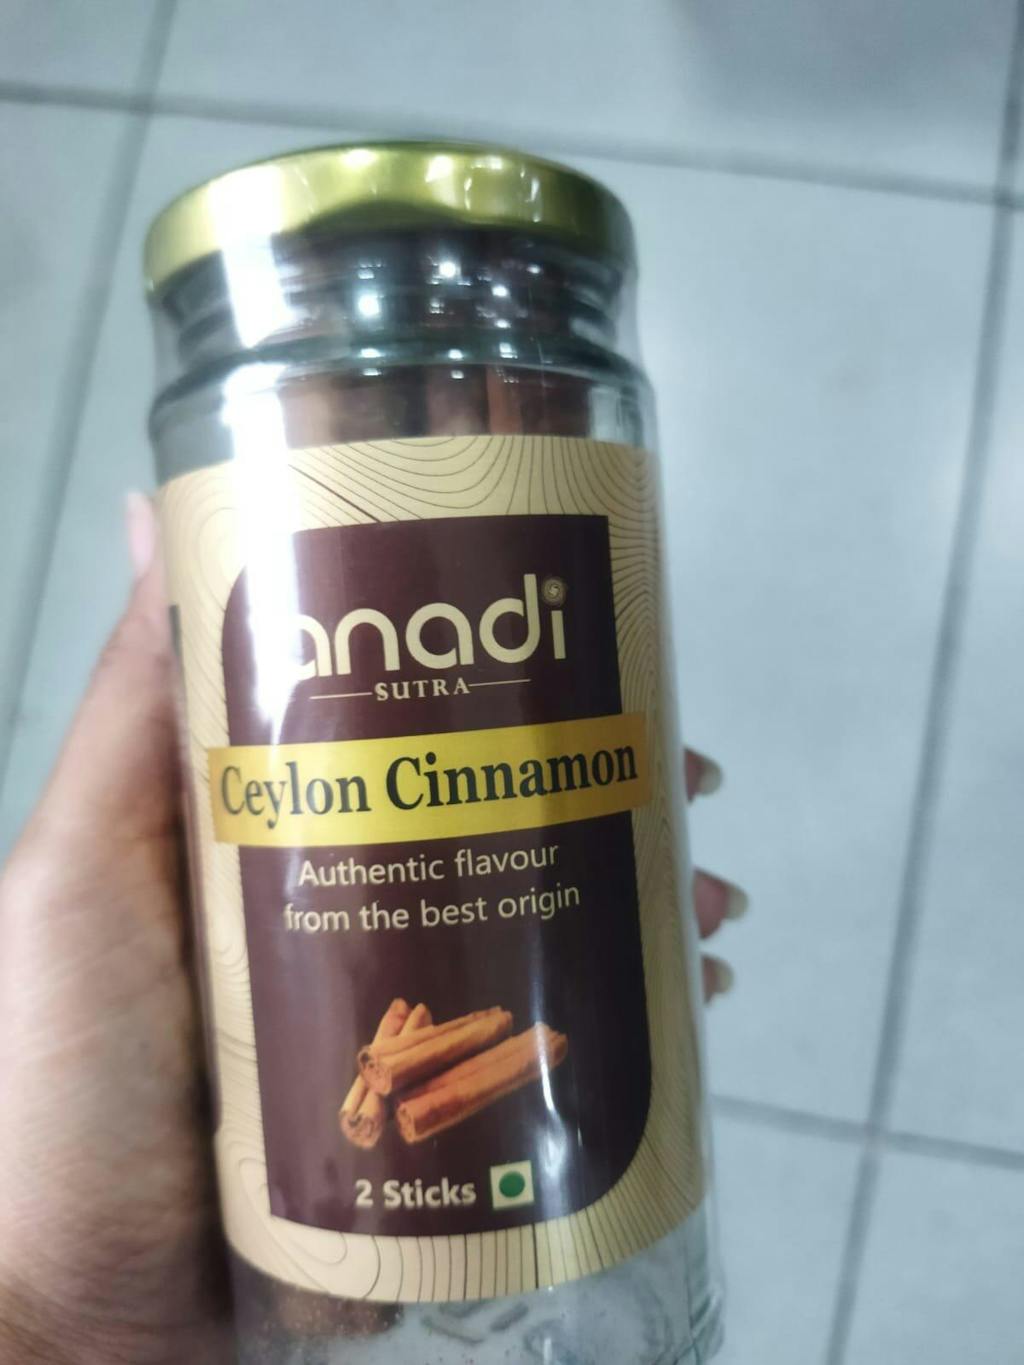 anadi
SUTRA
Ceylon Cinnamon
Authentic flavour
from the best origin
2 Sticks